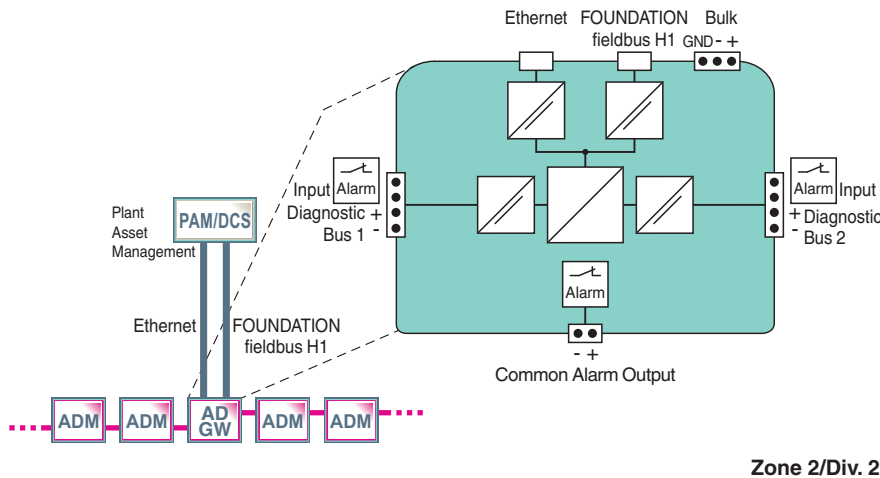 Ethernet FOUNDATION Bulk
fieldbus H1 GND - +
Input Alarm
Diagnostic +
Bus 1 -
Alarm Input
+ Diagnostic
- Bus 2
Alarm
- +
Common Alarm Output
Plant
Asset
Management
PAM/DCS
Ethernet FOUNDATION
fieldbus H1
ADM ADM AD GW ADM ADM
Zone 2/Div. 2